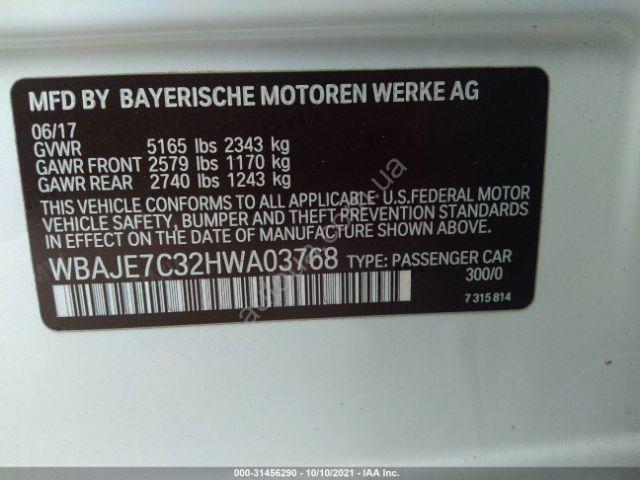 MFD BY BAYERISCHE MOTOREN WERKE AG
06/17
GVWR 5165 lbs 2343 kg
GAWR FRONT 2579 lbs 1170 kg
GAWR REAR 2740 lbs 1243 kg
THIS VEHICLE CONFORMS TO ALL APPLICABLE U.S.FEDERAL MOTOR
VEHICLE SAFETY, BUMPER AND THEFT PREVENTION STANDARDS
IN EFFECT ON THE DATE OF MANUFACTURE SHOWN ABOVE.
WBAJE7C32HWA03768 TYPE: PASSENGER CAR
300/0
7 315 814
000-31456290 - 10/10/2021 - IAAI.com